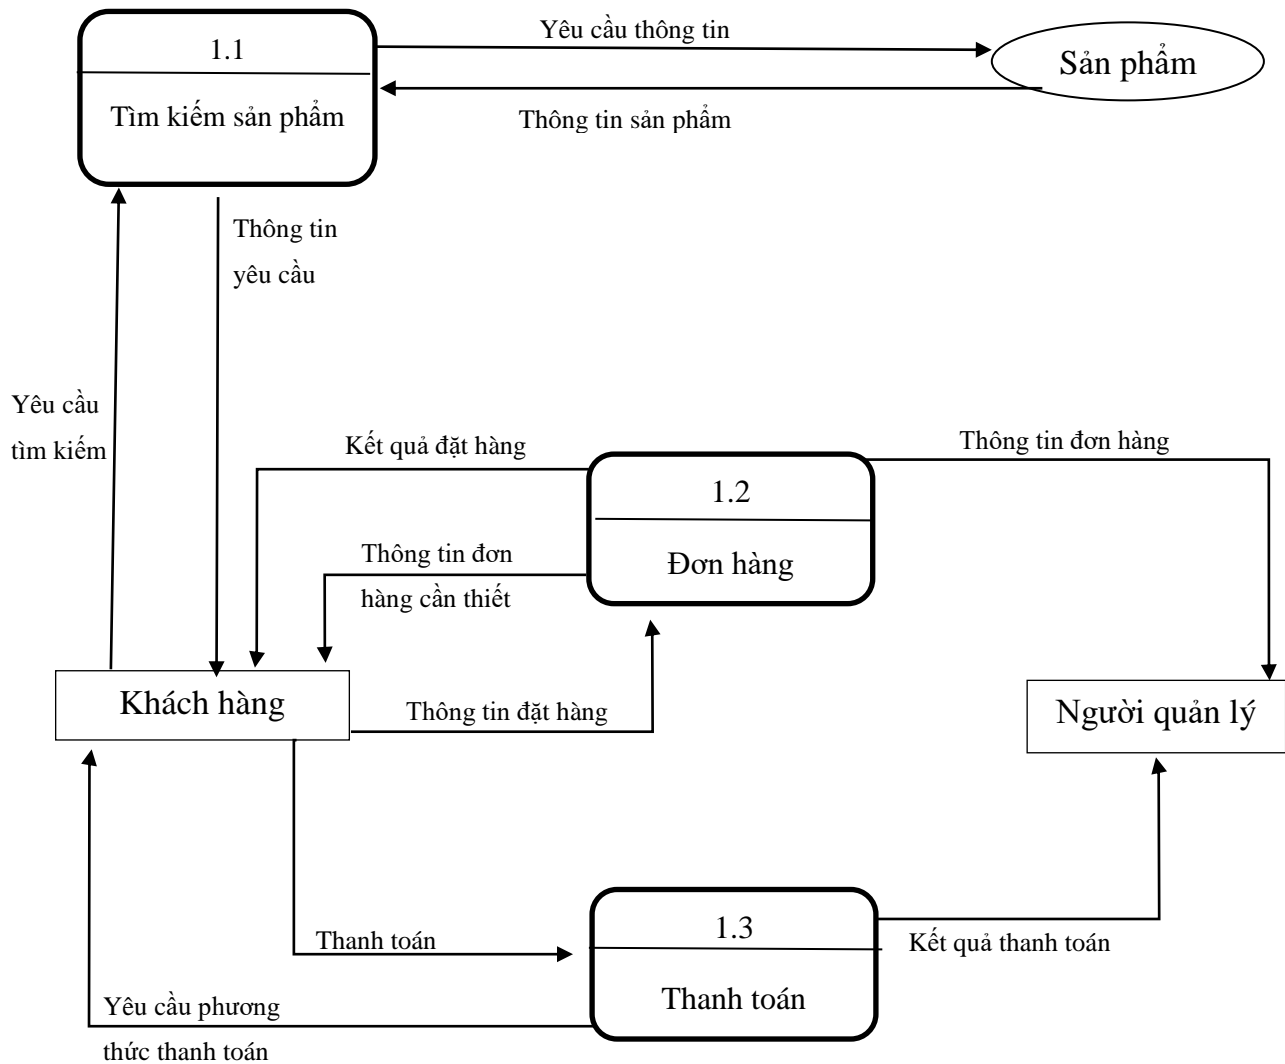 1.1
Tìm kiếm sản phẩm
Yêu cầu thông tin
Sản phẩm
Thông tin sản phẩm
Thông tin
yêu cầu
Yêu cầu
tìm kiếm
Kết quả đặt hàng
Thông tin đơn hàng
1.2
Đơn hàng
Thông tin đơn
hàng cần thiết
Khách hàng
Thông tin đặt hàng
Người quản lý
1.3
Thanh toán
Thanh toán
Kết quả thanh toán
Yêu cầu phương
thức thanh toán